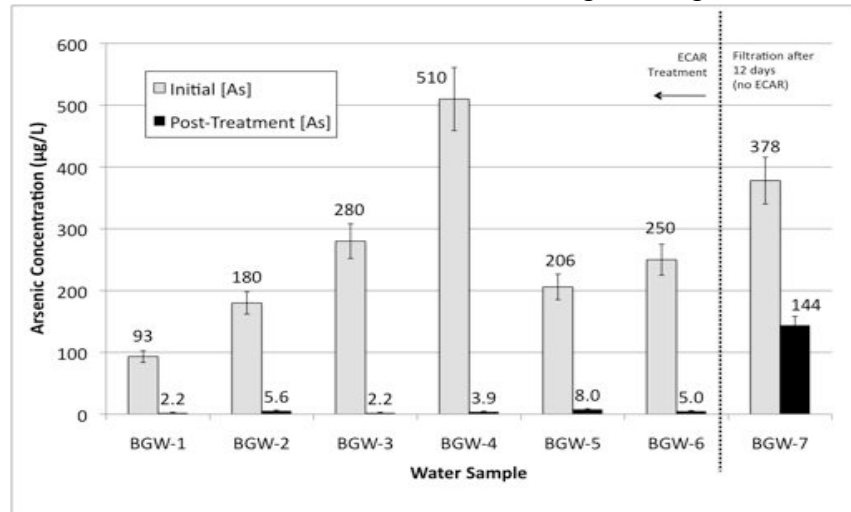 600
500
400
300
200
100
0
Arsenic Concentration (µg/L)
Initial [As]
Post-Treatment [As]
ECAR
Treatment
Filtration after
12 days
(no ECAR)
93
2.2
180
5.6
280
2.2
510
3.9
206
8.0
250
5.0
378
144
BGW-1 BGW-2 BGW-3 BGW-4 BGW-5 BGW-6 BGW-7
Water Sample